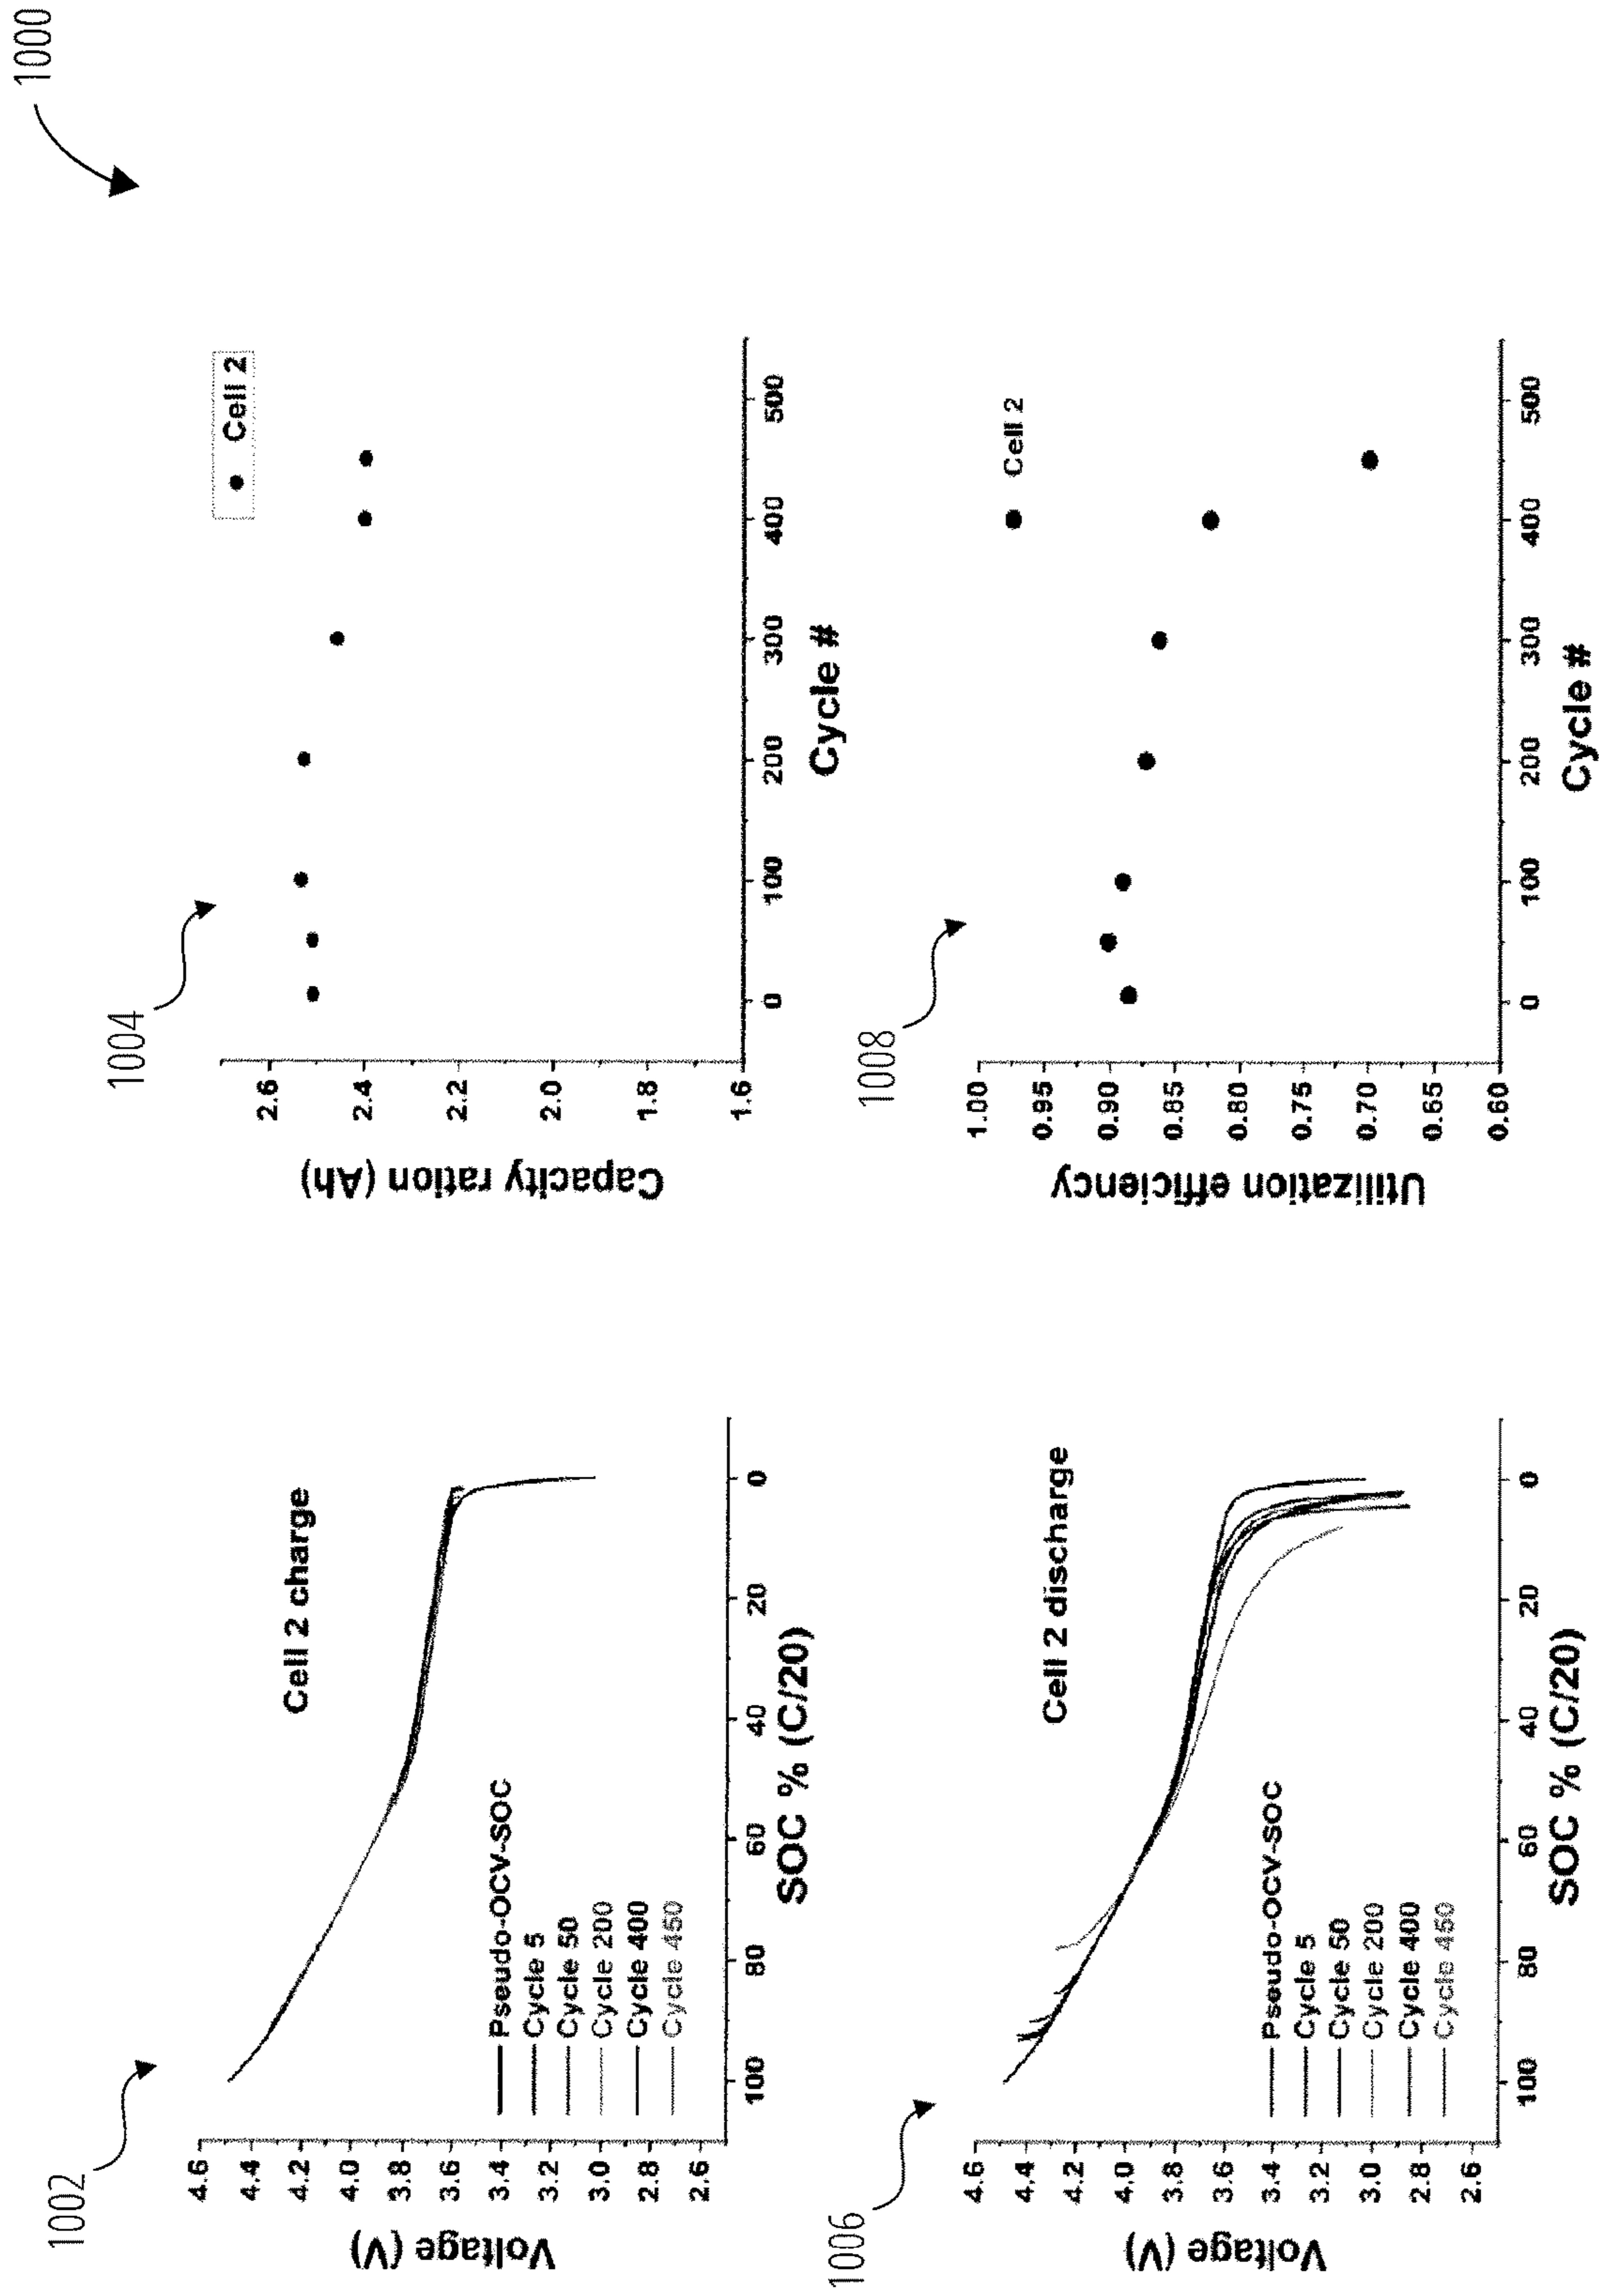 1000
1002
Voltage (V)
4.6
4.4
4.2
4.0
3.8
3.6
3.4
3.2
3.0
2.8
2.6
Cell 2 charge
Pseudo-OCV-SOC
Cycle 5
Cycle 50
Cycle 200
Cycle 400
Cycle 450
100 80 60 40 20 0
SOC % (C/20)
1004
Capacity ration (Ah)
2.6
2.4
2.2
2.0
1.8
1.6
Cell 2
0 100 200 300 400 500
Cycle #
1006
Voltage (V)
4.6
4.4
4.2
4.0
3.8
3.6
3.4
3.2
3.0
2.8
2.6
Cell 2 discharge
Pseudo-OCV-SOC
Cycle 5
Cycle 50
Cycle 200
Cycle 400
Cycle 450
100 80 60 40 20 0
SOC % (C/20)
1008
Utilization efficiency
1.00
0.95
0.90
0.85
0.80
0.75
0.70
0.65
0.60
Cell 2
0 100 200 300 400 500
Cycle #